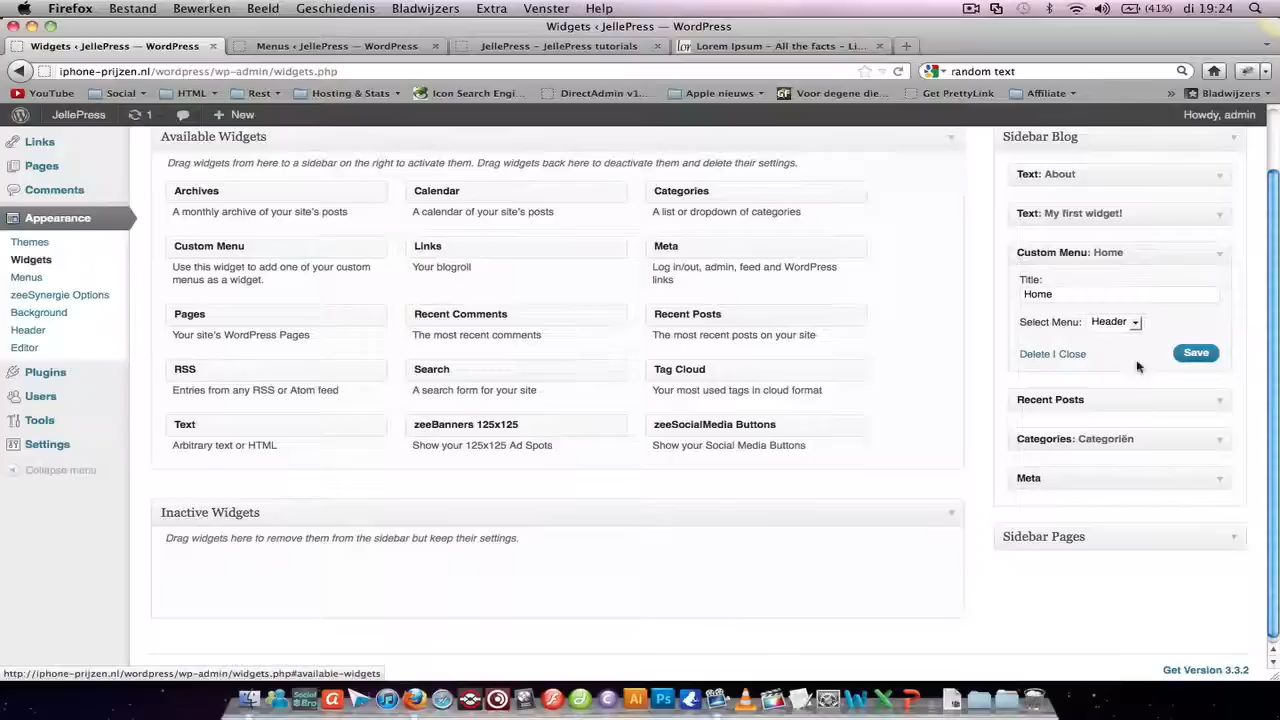 Firefox Bestand Bewerken Beeld Geschiedenis Bladwijzers Extra Venster Help (41%) di 19:24
Widgets ‹ JellePress — WordPress
Widgets ‹ JellePress — WordPress Menus ‹ JellePress — WordPress JellePress – JellePress tutorials Lorem Ipsum – All the facts – Li...
iphone-prijzen.nl/wordpress/wp-admin/widgets.php random text
YouTube Social HTML Rest Hosting & Stats Icon Search Engi... DirectAdmin v1... Apple nieuws Voor degene die... Get PrettyLink Affiliate » Bladwijzers
JellePress 1 + New Howdy, admin
Links
Pages
Comments
Appearance
Themes
Widgets
Menus
zeeSynergie Options
Background
Header
Editor
Plugins
Users
Tools
Settings
Collapse menu
Available Widgets
Drag widgets from here to a sidebar on the right to activate them. Drag widgets back here to deactivate them and delete their settings.
Archives Calendar Categories
A monthly archive of your site's posts A calendar of your site's posts A list or dropdown of categories
Custom Menu Links Meta
Use this widget to add one of your custom Your blogroll Log in/out, admin, feed and WordPress
menus as a widget. links
Pages Recent Comments Recent Posts
Your site's WordPress Pages The most recent comments The most recent posts on your site
RSS Search Tag Cloud
Entries from any RSS or Atom feed A search form for your site Your most used tags in cloud format
Text zeeBanners 125x125 zeeSocialMedia Buttons
Arbitrary text or HTML Show your 125x125 Ad Spots Show your Social Media Buttons
Inactive Widgets
Drag widgets here to remove them from the sidebar but keep their settings.
Sidebar Blog
Text: About
Text: My first widget!
Custom Menu: Home
Title:
Home
Select Menu: Header
Delete | Close Save
Recent Posts
Categories: Categoriën
Meta
Sidebar Pages
Get Version 3.3.2
http://iphone-prijzen.nl/wordpress/wp-admin/widgets.php#available-widgets